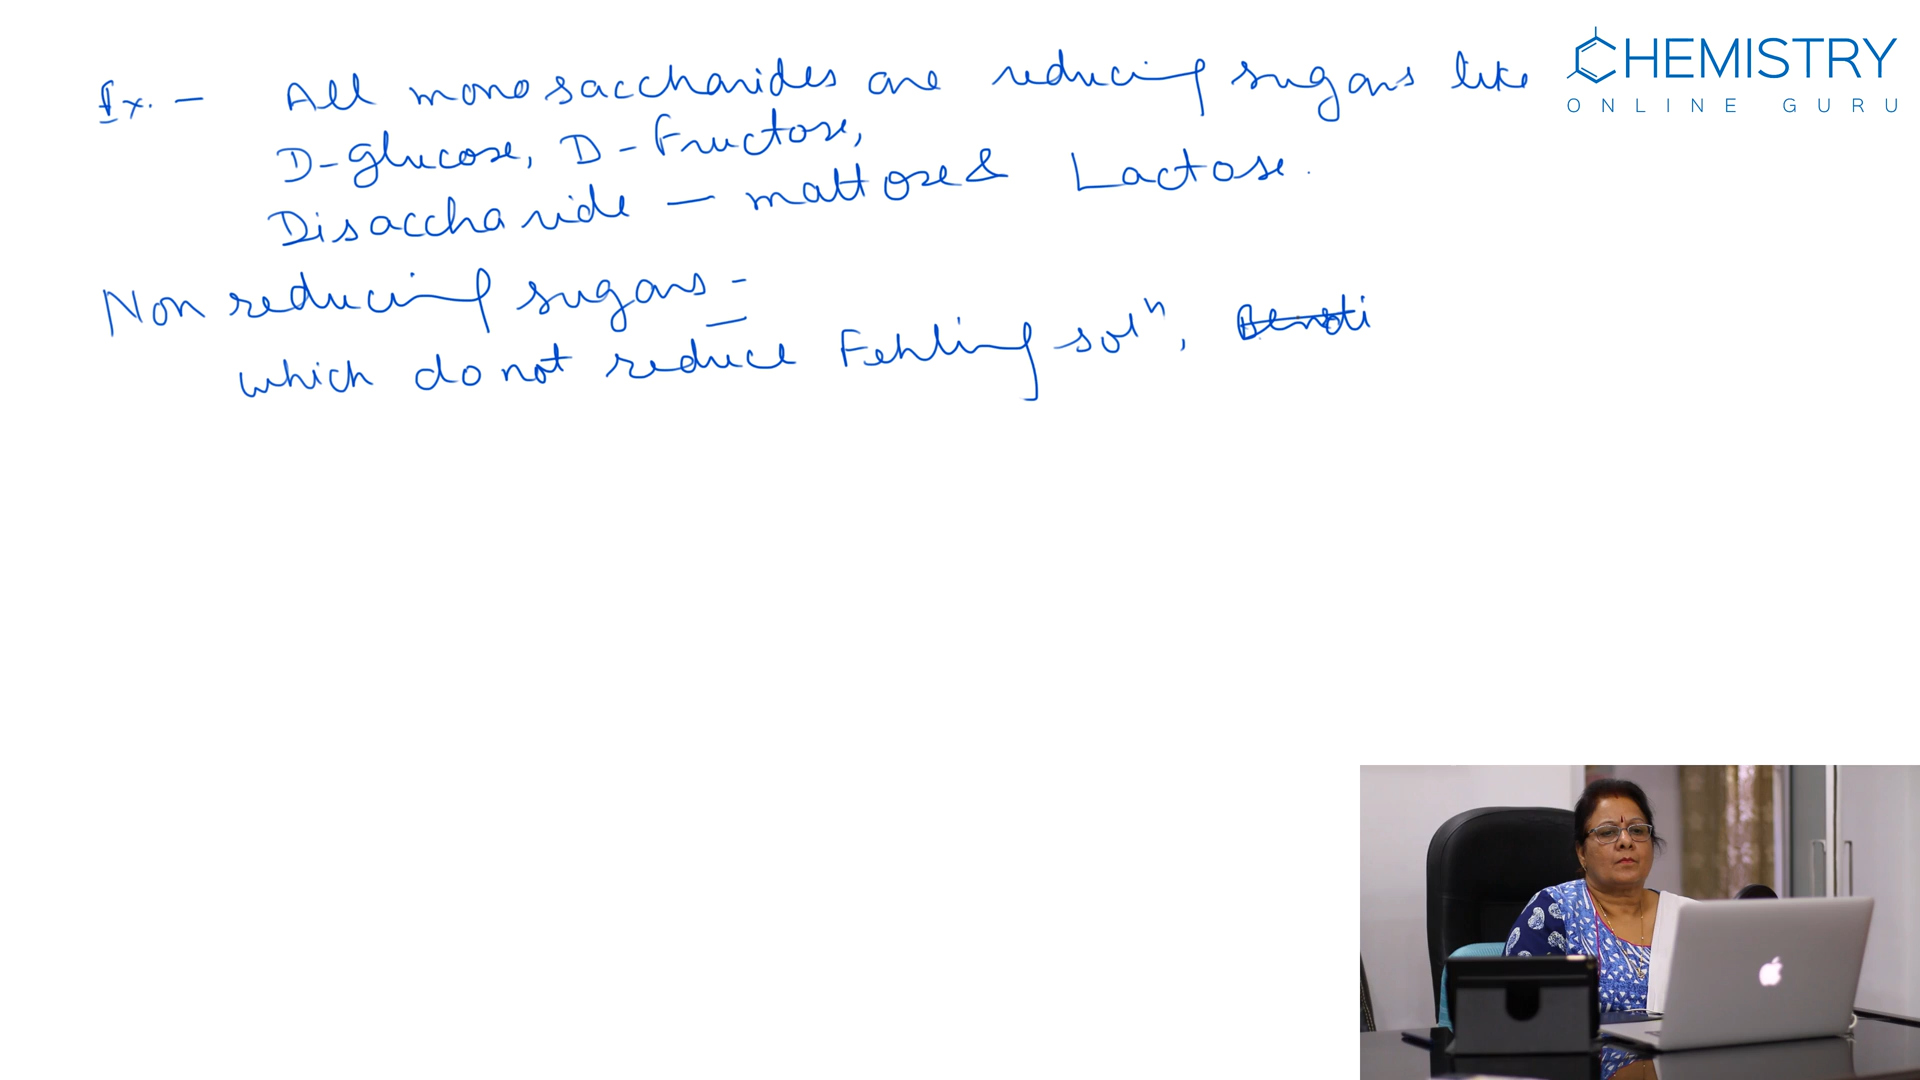 Ex. - All monosaccharides are reducing sugars like
D-glucose, D-Fructose,
Disaccharide - maltose & Lactose.
Non reducing sugars -
which do not reduce Fehling solⁿ,
CHEMISTRY
ONLINE GURU